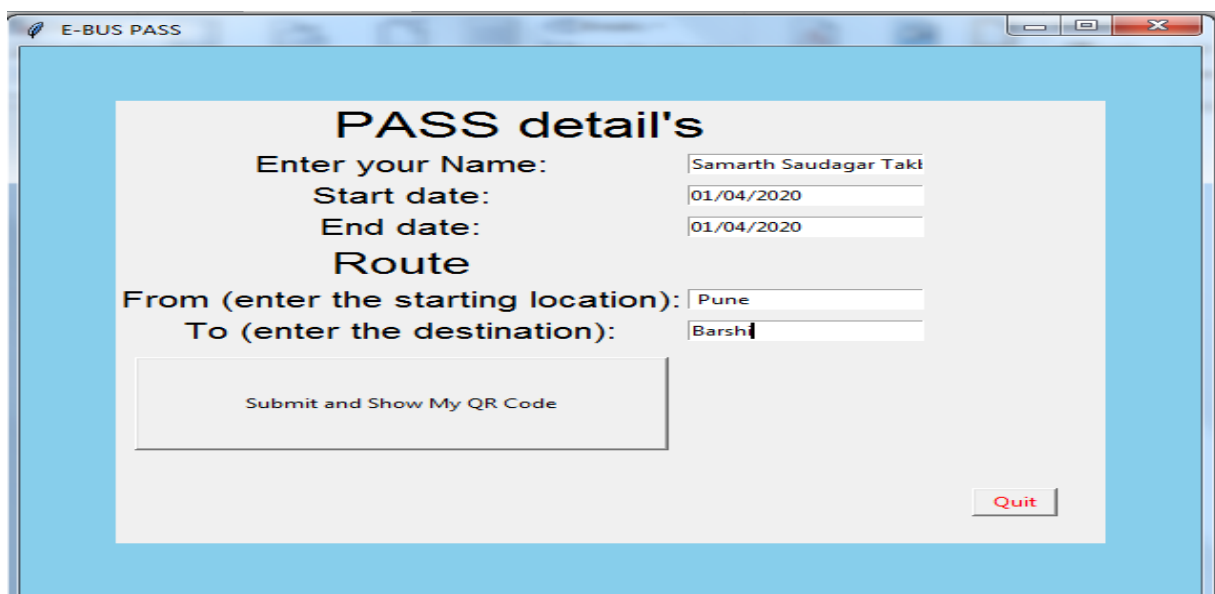 E-BUS PASS
PASS detail's
Enter your Name: Samarth Saudagar
Start date: 01/04/2020
End date: 01/04/2020
Route
From (enter the starting location): Pune
To (enter the destination): Barshi
Submit and Show My QR Code
Quit